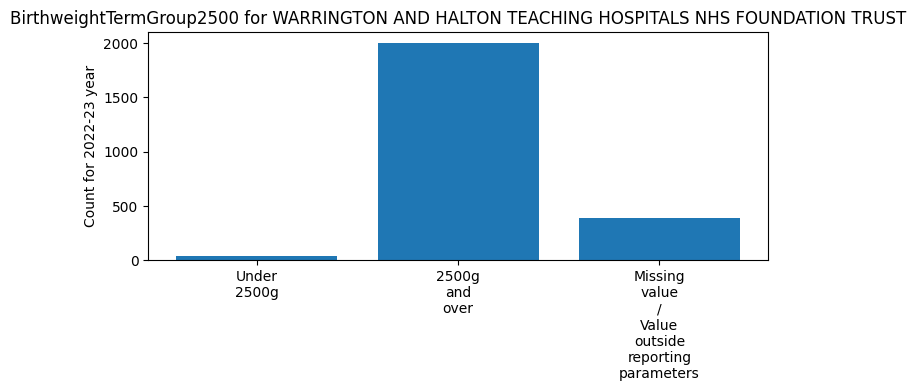 BirthweightTermGroup2500 for WARRINGTON AND HALTON TEACHING HOSPITALS NHS FOUNDATION TRUST
Count for 2022-23 year
2000
1500
1000
500
0
Under
2500g
2500g
and
over
Missing
value
/
Value
outside
reporting
parameters